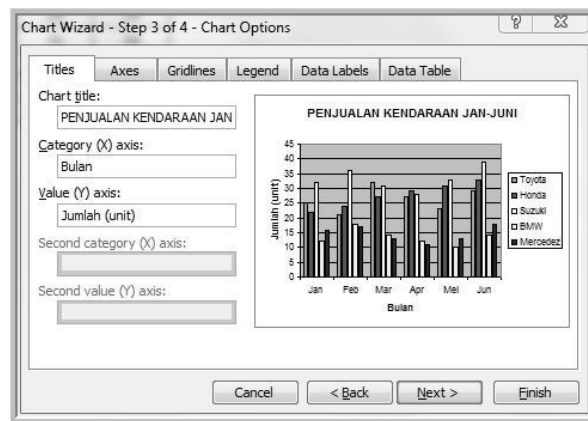 Chart Wizard - Step 3 of 4 - Chart Options
Titles Axes Gridlines Legend Data Labels Data Table
Chart title:
PENJUALAN KENDARAAN JAN
Category (X) axis:
Bulan
Value (Y) axis:
Jumlah (unit)
Second category (X) axis:
Second value (Y) axis:
PENJUALAN KENDARAAN JAN-JUNI
Jumlah (unit)
45
40
35
30
25
20
15
10
5
0
Jan Feb Mar Apr Mei Jun
Bulan
Toyota
Honda
Suzuki
BMW
Mercedez
Cancel < Back Next > Finish